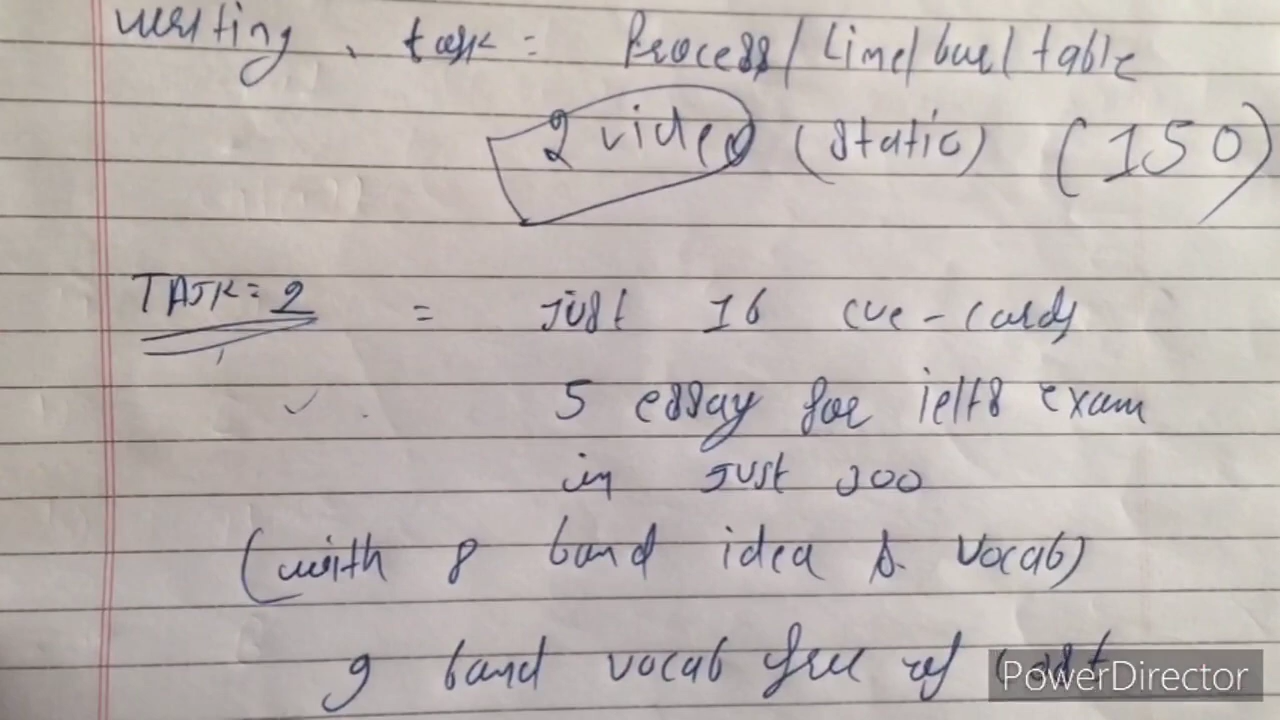 writing . task = Process/Line/bar/table
2 video (static) (150)
TASK = 2 = Just 16 cue-cards
5 essay for ielts exam
in Just 300
(with 8 band idea & vocab)
9 band vocab free of cost
PowerDirector